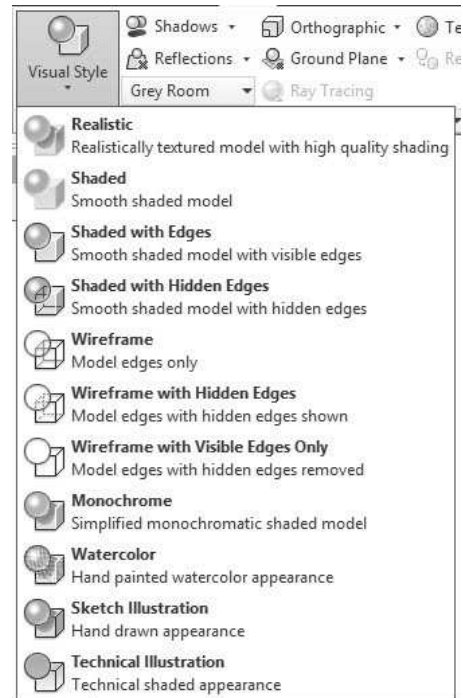 Visual Style
Shadows
Orthographic
Te
Reflections
Ground Plane
Re
Grey Room
Ray Tracing
Realistic
Realistically textured model with high quality shading
Shaded
Smooth shaded model
Shaded with Edges
Smooth shaded model with visible edges
Shaded with Hidden Edges
Smooth shaded model with hidden edges
Wireframe
Model edges only
Wireframe with Hidden Edges
Model edges with hidden edges shown
Wireframe with Visible Edges Only
Model edges with hidden edges removed
Monochrome
Simplified monochromatic shaded model
Watercolor
Hand painted watercolor appearance
Sketch Illustration
Hand drawn appearance
Technical Illustration
Technical shaded appearance